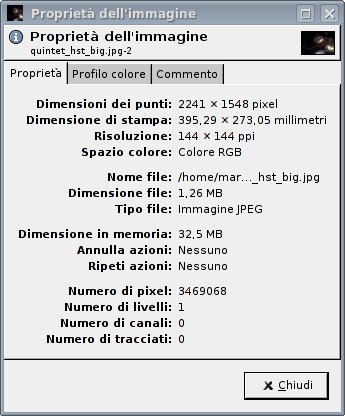 Proprietà dell'immagine
Proprietà dell'immagine
quintet_hst_big.jpg-2
Proprietà Profilo colore Commento
Dimensioni dei punti: 2241 × 1548 pixel
Dimensione di stampa: 395,29 × 273,05 millimetri
Risoluzione: 144 × 144 ppi
Spazio colore: Colore RGB
Nome file: /home/mar..._hst_big.jpg
Dimensione file: 1,26 MB
Tipo file: Immagine JPEG
Dimensione in memoria: 32,5 MB
Annulla azioni: Nessuno
Ripeti azioni: Nessuno
Numero di pixel: 3469068
Numero di livelli: 1
Numero di canali: 0
Numero di tracciati: 0
Chiudi